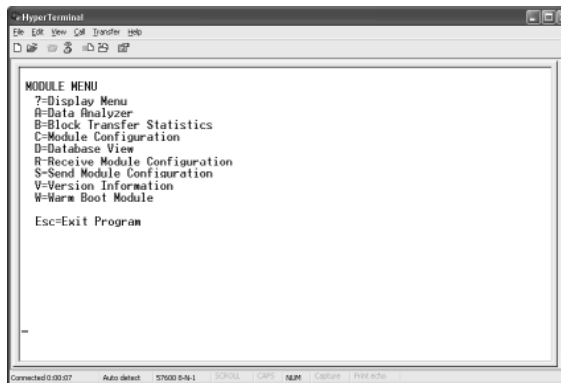 HyperTerminal
File Edit View Call Transfer Help
MODULE MENU
?=Display Menu
A=Data Analyzer
B=Block Transfer Statistics
C=Module Configuration
D=Database View
R=Receive Module Configuration
S=Send Module Configuration
V=Version Information
W=Warm Boot Module
Esc=Exit Program
Connected 0:00:07 Auto detect 57600 8-N-1 SCROLL CAPS NUM Capture Print echo